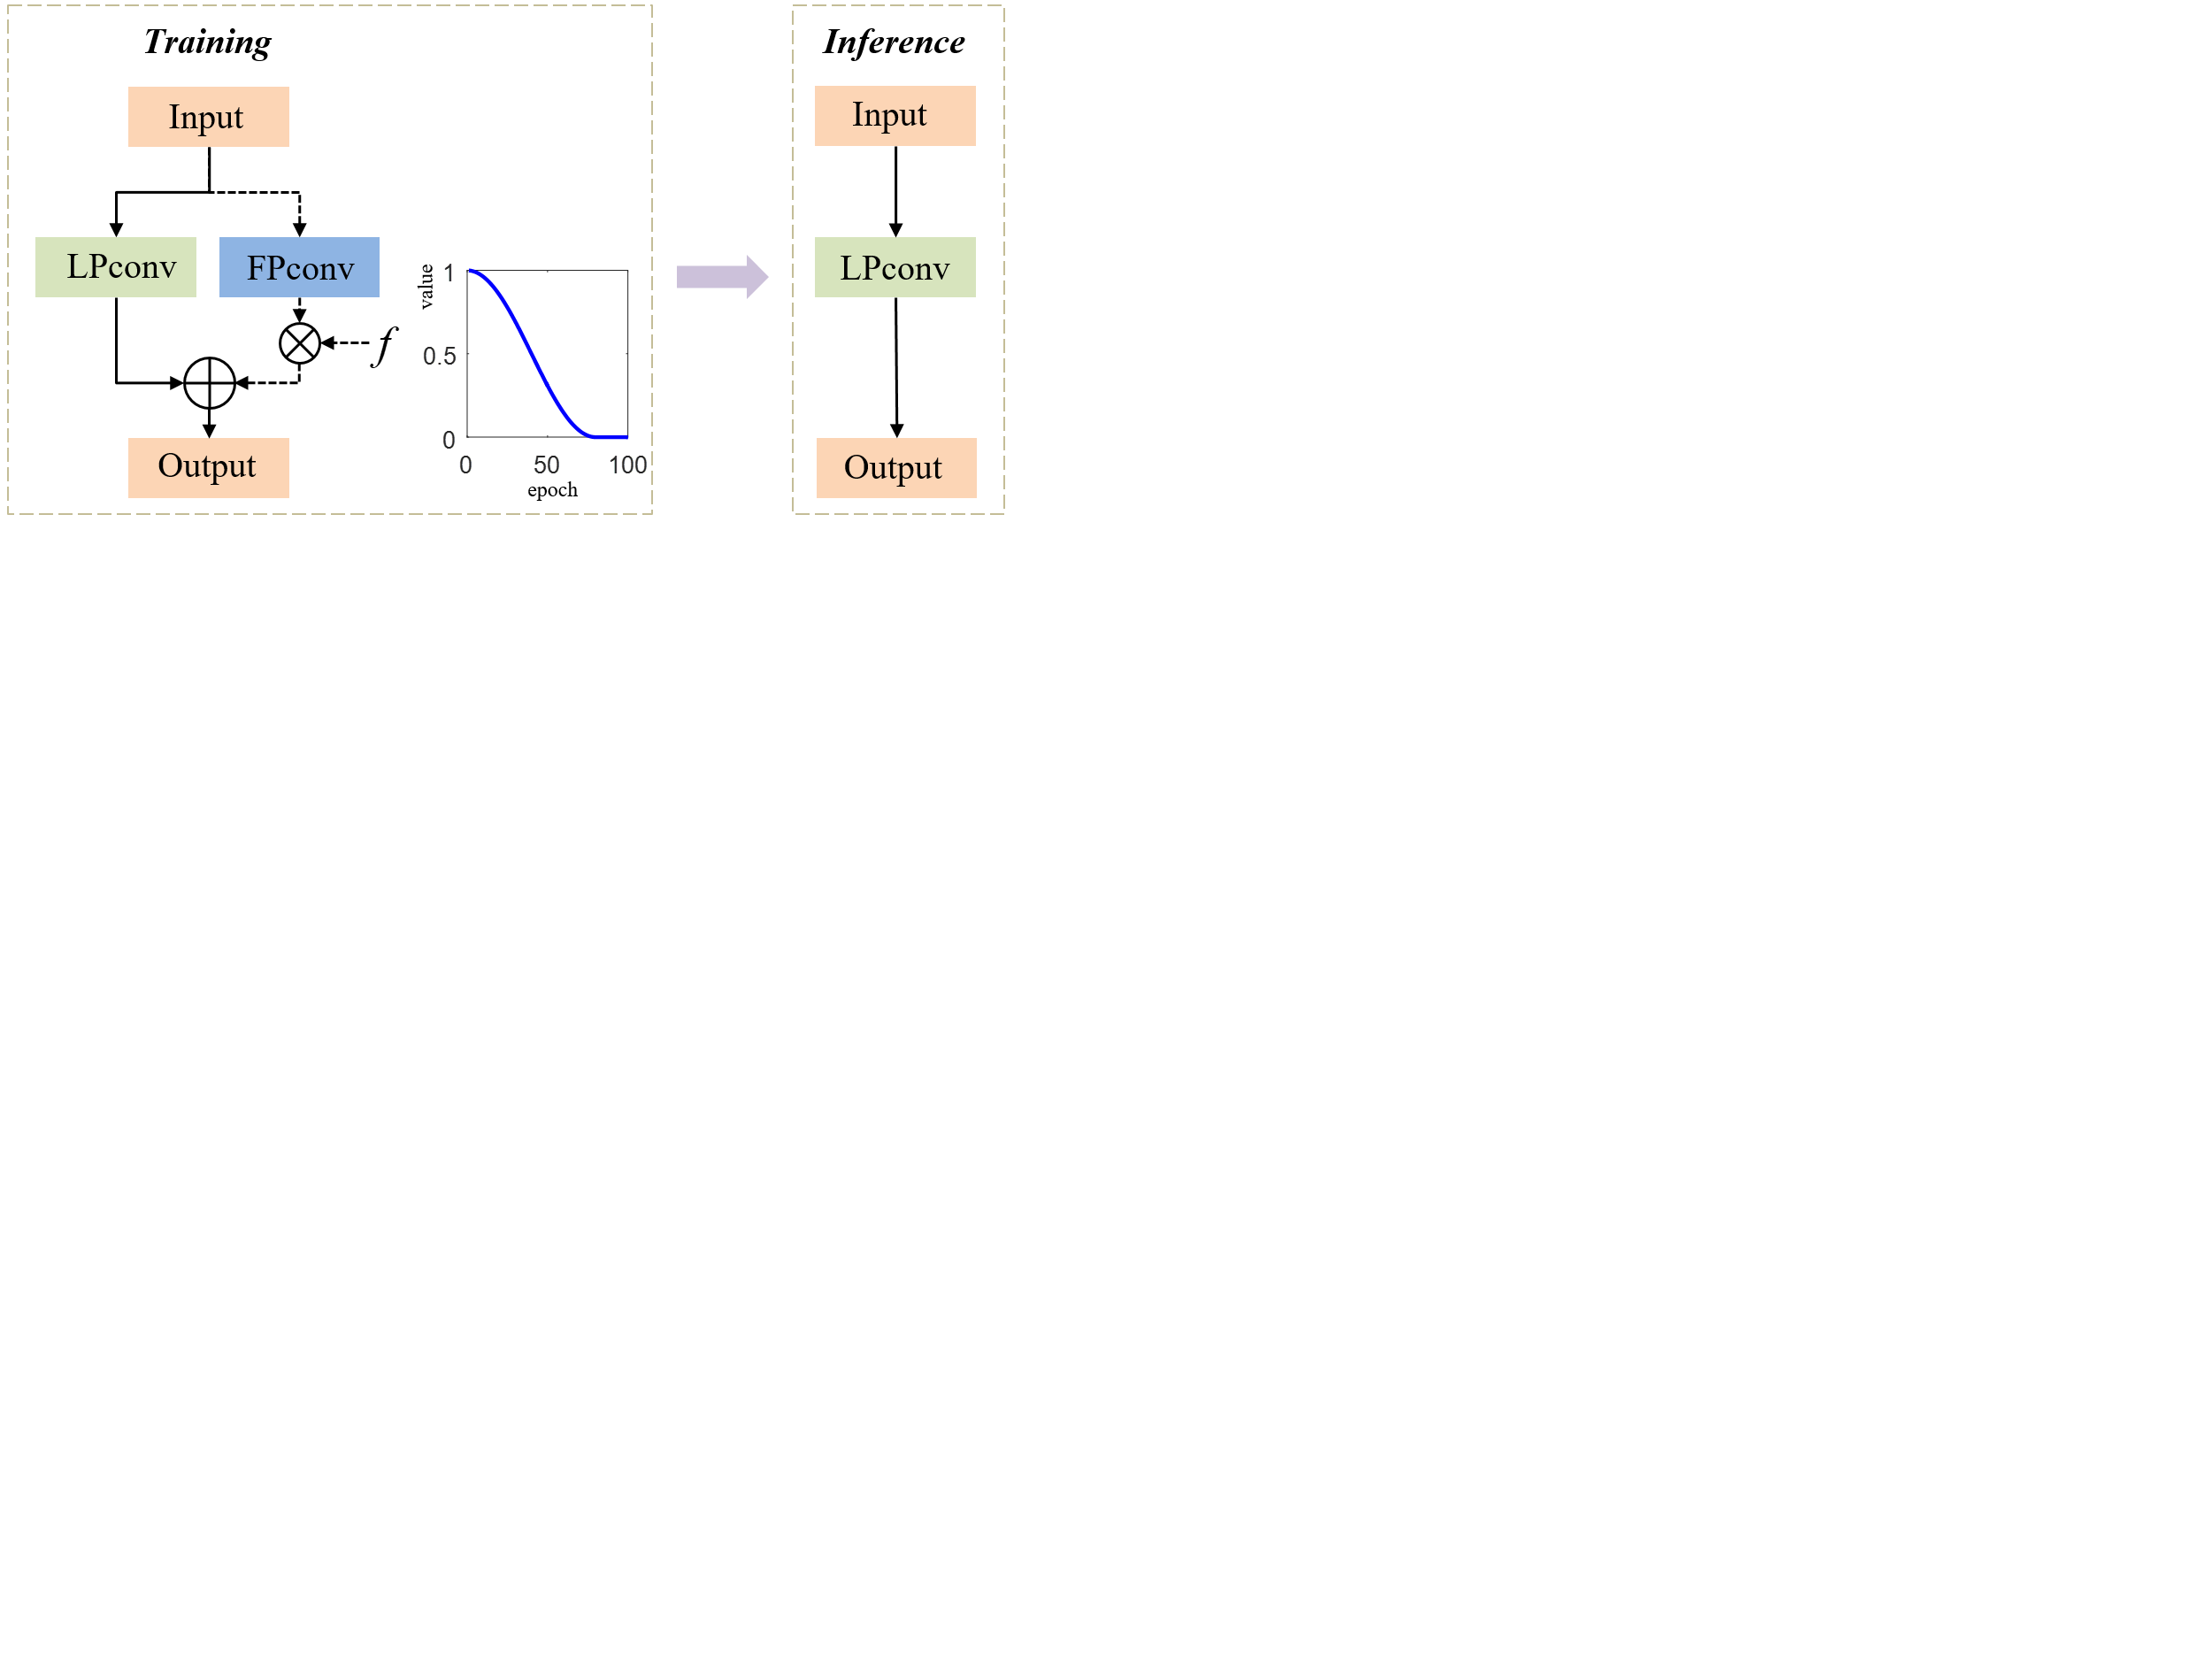 Training
Input
LPconv
FPconv
f
Output
value
1
0.5
0
0
50
100
epoch
Inference
Input
LPconv
Output